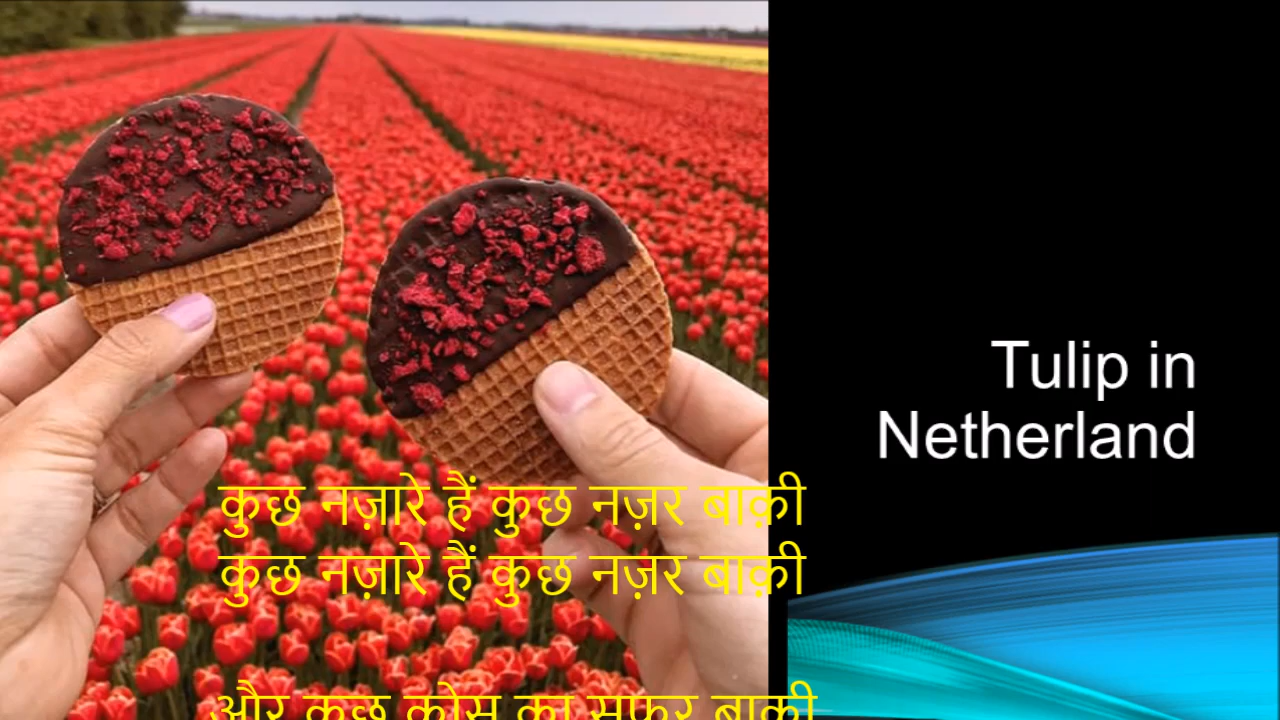 Tulip in
Netherland
कुछ नज़ारे हैं कुछ नज़र बाक़ी
कुछ नज़ारे हैं कुछ नज़र बाक़ी
और कुछ कोस का सफ़र बाक़ी